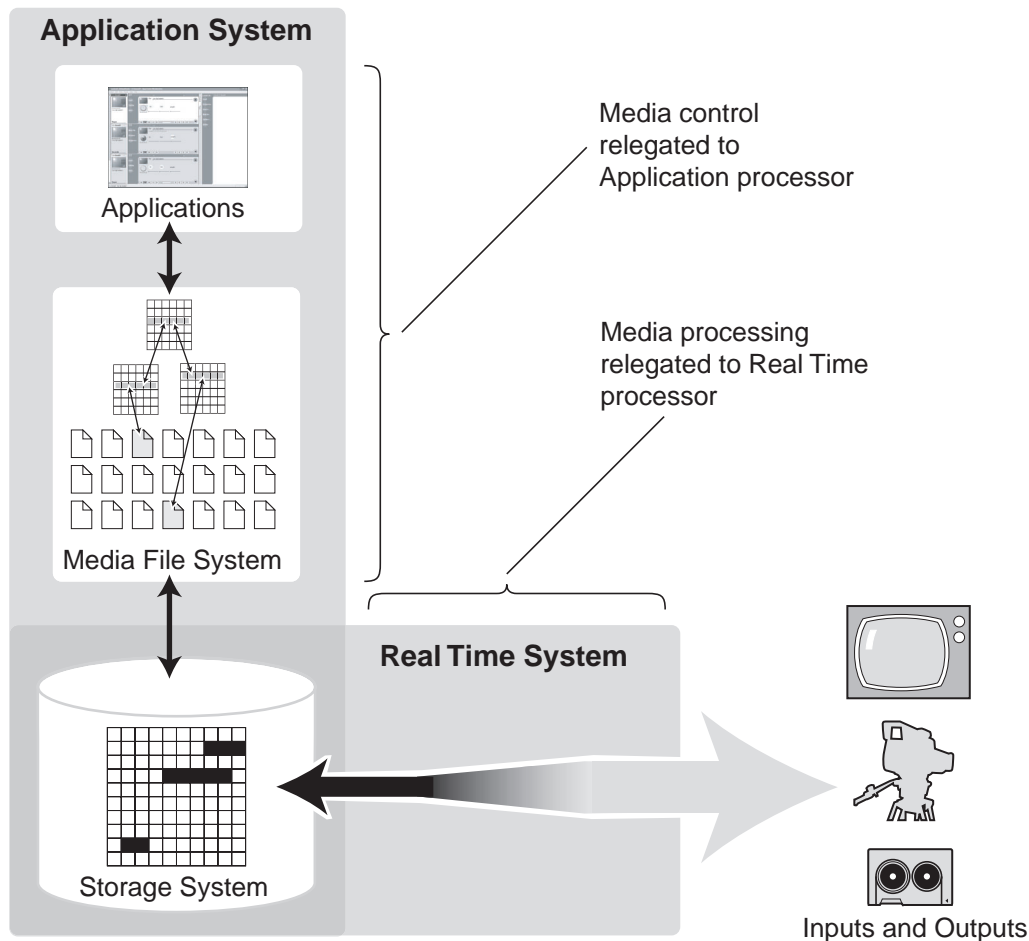 Application System
Applications
Media control
relegated to
Application processor
Media File System
Media processing
relegated to Real Time
processor
Real Time System
Storage System
Inputs and Outputs